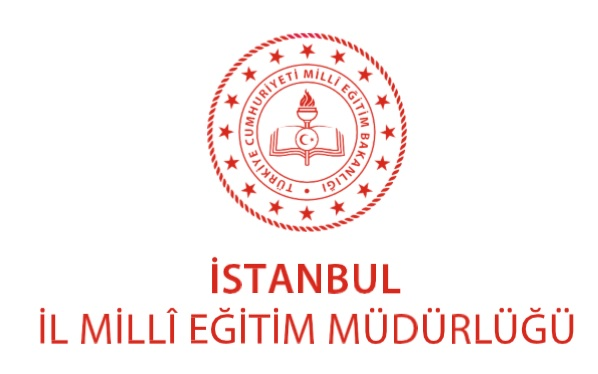 TÜRKİYE CUMHURİYETİ MİLLÎ EĞİTİM BAKANLIĞI
İSTANBUL
İL MİLLÎ EĞİTİM MÜDÜRLÜĞÜ